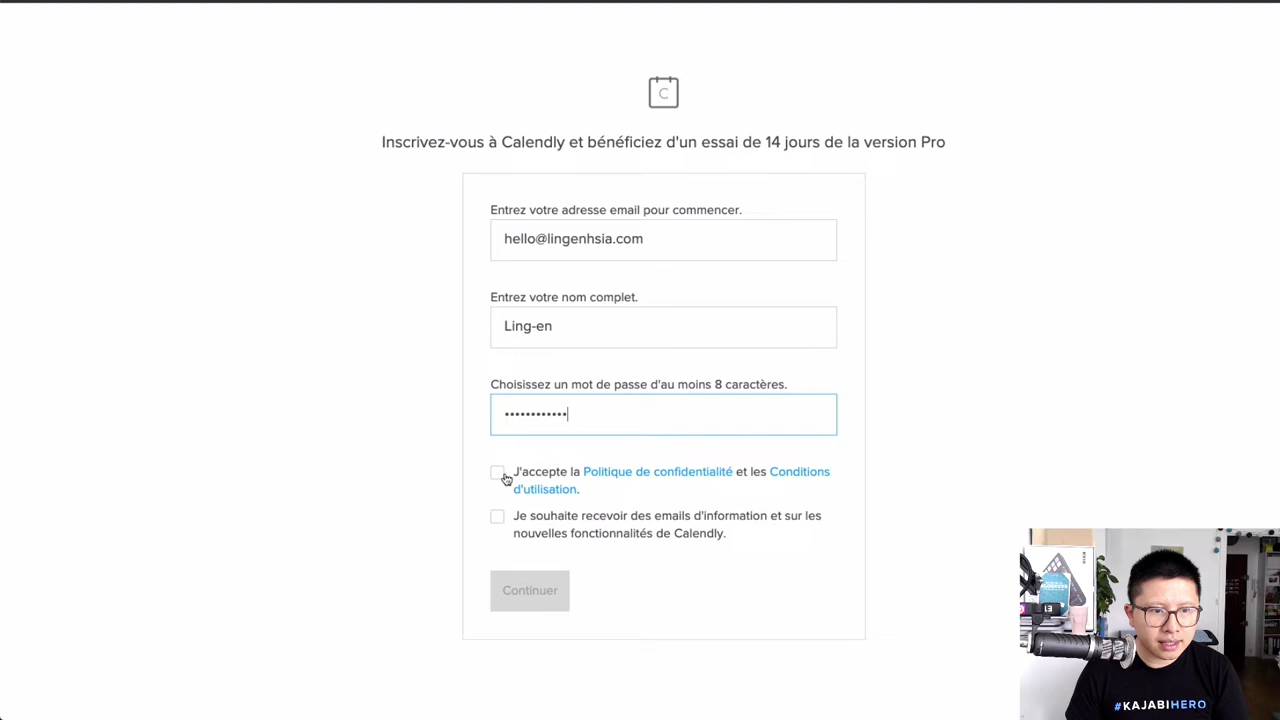 C
Inscrivez-vous à Calendly et bénéficiez d'un essai de 14 jours de la version Pro
Entrez votre adresse email pour commencer.
hello@lingenhsia.com
Entrez votre nom complet.
Ling-en
Choisissez un mot de passe d'au moins 8 caractères.
••••••••••••
J'accepte la Politique de confidentialité et les Conditions
d'utilisation.
Je souhaite recevoir des emails d'information et sur les
nouvelles fonctionnalités de Calendly.
Continuer
#KAJABIHERO